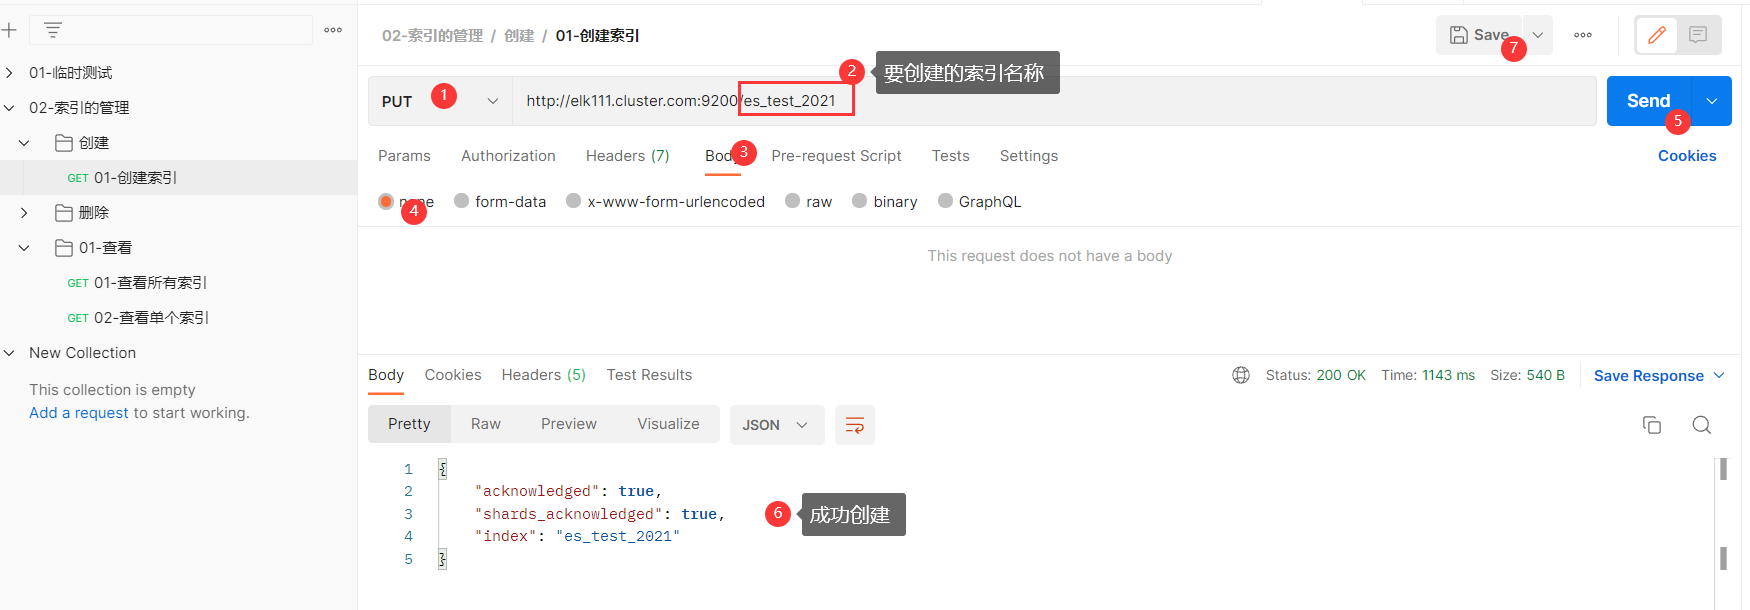 02-索引的管理 / 创建 / 01-创建索引
Save
7
01-临时测试
02-索引的管理
创建
GET 01-创建索引
删除
01-查看
GET 01-查看所有索引
GET 02-查看单个索引
New Collection
This collection is empty
Add a request to start working.
2 要创建的索引名称
PUT 1 http://elk111.cluster.com:9200/es_test_2021
Send
5
Params Authorization Headers (7) Body 3 Pre-request Script Tests Settings Cookies
none form-data x-www-form-urlencoded raw binary GraphQL
4
This request does not have a body
Body Cookies Headers (5) Test Results Status: 200 OK Time: 1143 ms Size: 540 B Save Response
Pretty Raw Preview Visualize JSON
1 {
2 "acknowledged": true,
3 "shards_acknowledged": true,
4 "index": "es_test_2021"
5 }
6 成功创建